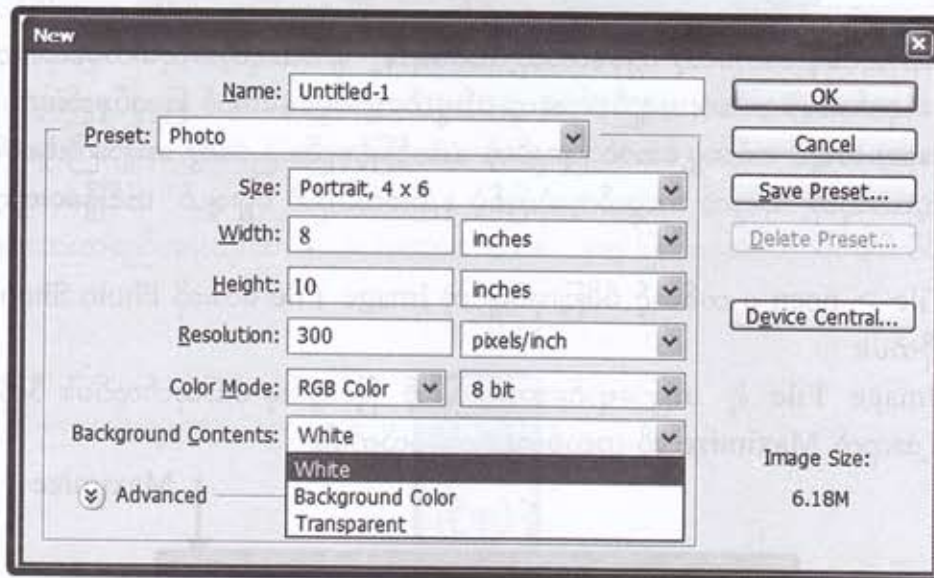 New
Name: Untitled-1
OK
Preset: Photo
Cancel
Size: Portrait, 4 x 6
Save Preset...
Width: 8 inches
Delete Preset...
Height: 10 inches
Device Central...
Resolution: 300 pixels/inch
Color Mode: RGB Color 8 bit
Background Contents: White
White
Image Size:
Advanced
Background Color
6.18M
Transparent